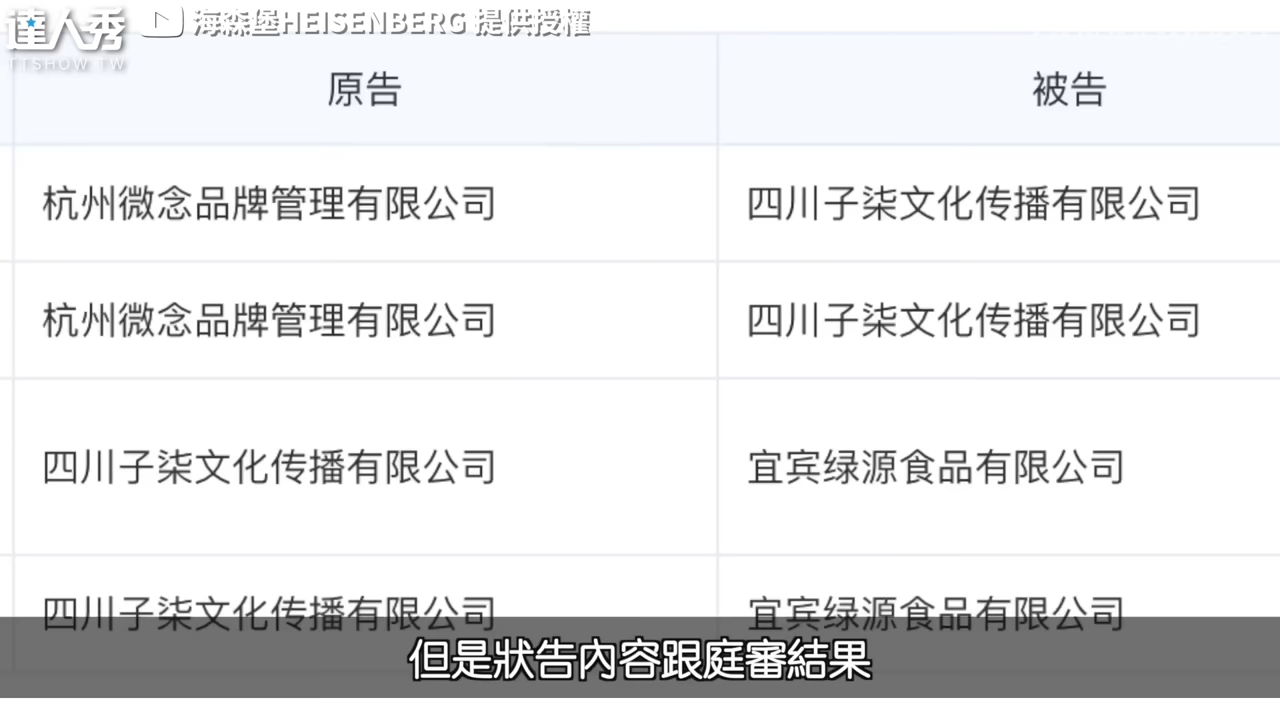 達人秀
TTSHOW.TW
海森堡HEISENBERG 提供授權
原告 被告
杭州微念品牌管理有限公司 四川子柒文化传播有限公司
杭州微念品牌管理有限公司 四川子柒文化传播有限公司
四川子柒文化传播有限公司 宜宾绿源食品有限公司
四川子柒文化传播有限公司 宜宾绿源食品有限公司
但是狀告內容跟庭審結果